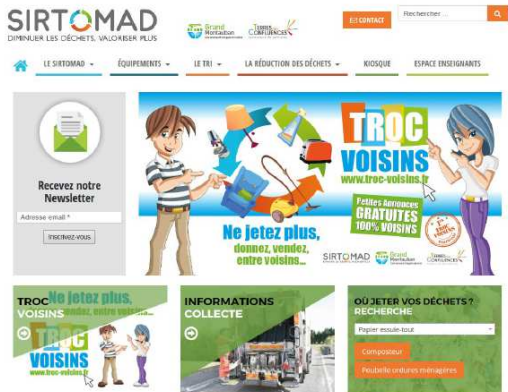 SIRTOMAD
DIMINUER LES DÉCHETS, VALORISER PLUS
Grand
Montauban
TERRES
CONFLUENCES
CONTACT
Rechercher ...
LE SIRTOMAD
ÉQUIPEMENTS
LE TRI
LA RÉDUCTION DES DÉCHETS
KIOSQUE
ESPACE ENSEIGNANTS
Recevez notre
Newsletter
Adresse email *
Inscrivez-vous
TROC
VOISINS
www.troc-voisins.fr
Petites Annonces
GRATUITES
100% VOISINS
Ne jetez plus,
donnez, vendez,
entre voisins...
SIRTOMAD
Grand
Montauban
TERRES
CONFLUENCES
TROC
VOISINS
Ne jetez plus,
donnez, vendez, entre voisins...
TROC
VOISINS
www.troc-voisins.fr
INFORMATIONS
COLLECTE
OÙ JETER VOS DÉCHETS ?
RECHERCHE
Papier essuie-tout
Composteur
Poubelle ordures ménagères